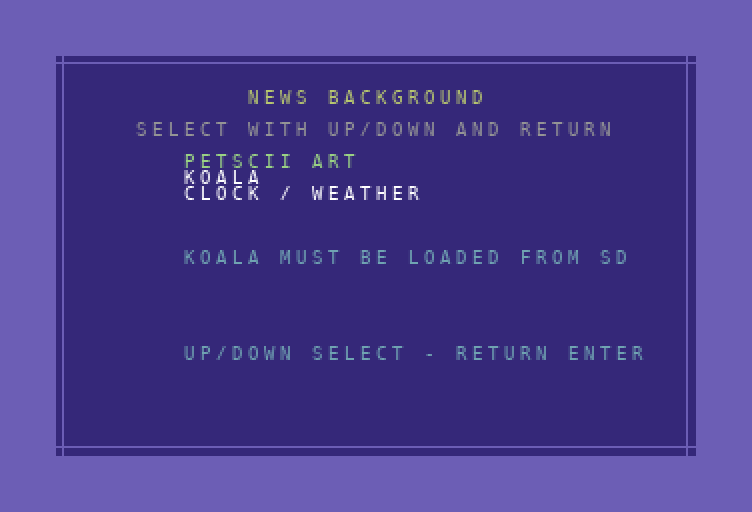 NEWS BACKGROUND
SELECT WITH UP/DOWN AND RETURN
PETSCII ART
KOALA
CLOCK / WEATHER
KOALA MUST BE LOADED FROM SD
UP/DOWN SELECT - RETURN ENTER